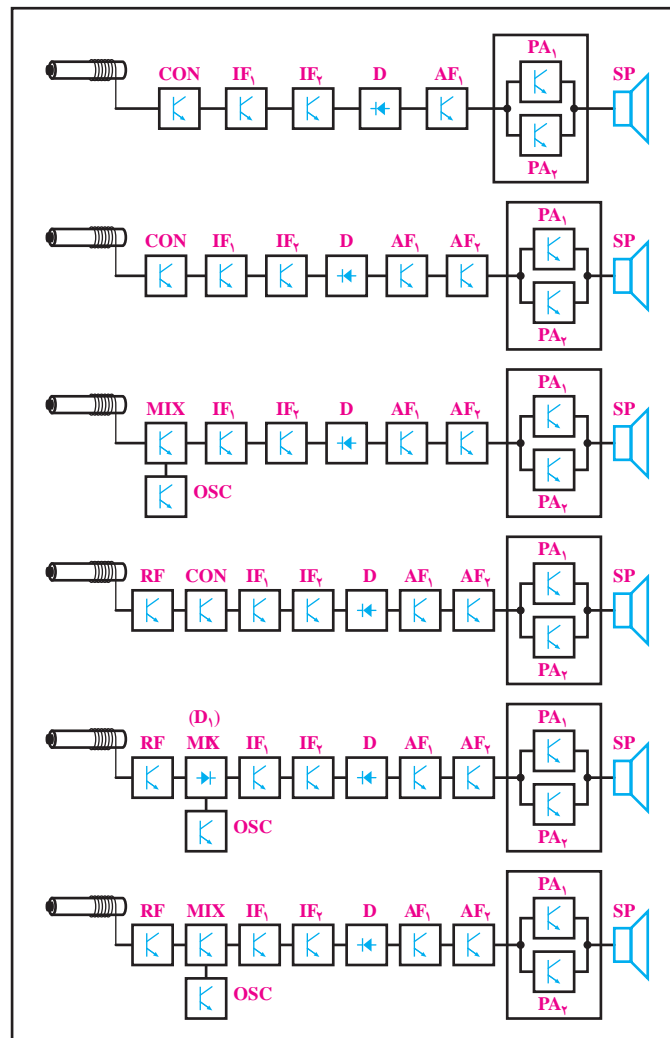 CON IF۱ IF۲ D AF۱ PA۱ SP
PA۲
CON IF۱ IF۲ D AF۱ AF۲ PA۱ SP
PA۲
MIX IF۱ IF۲ D AF۱ AF۲ PA۱ SP
OSC PA۲
RF CON IF۱ IF۲ D AF۱ AF۲ PA۱ SP
PA۲
(D۱)
RF MIX IF۱ IF۲ D AF۱ AF۲ PA۱ SP
OSC PA۲
RF MIX IF۱ IF۲ D AF۱ AF۲ PA۱ SP
OSC PA۲